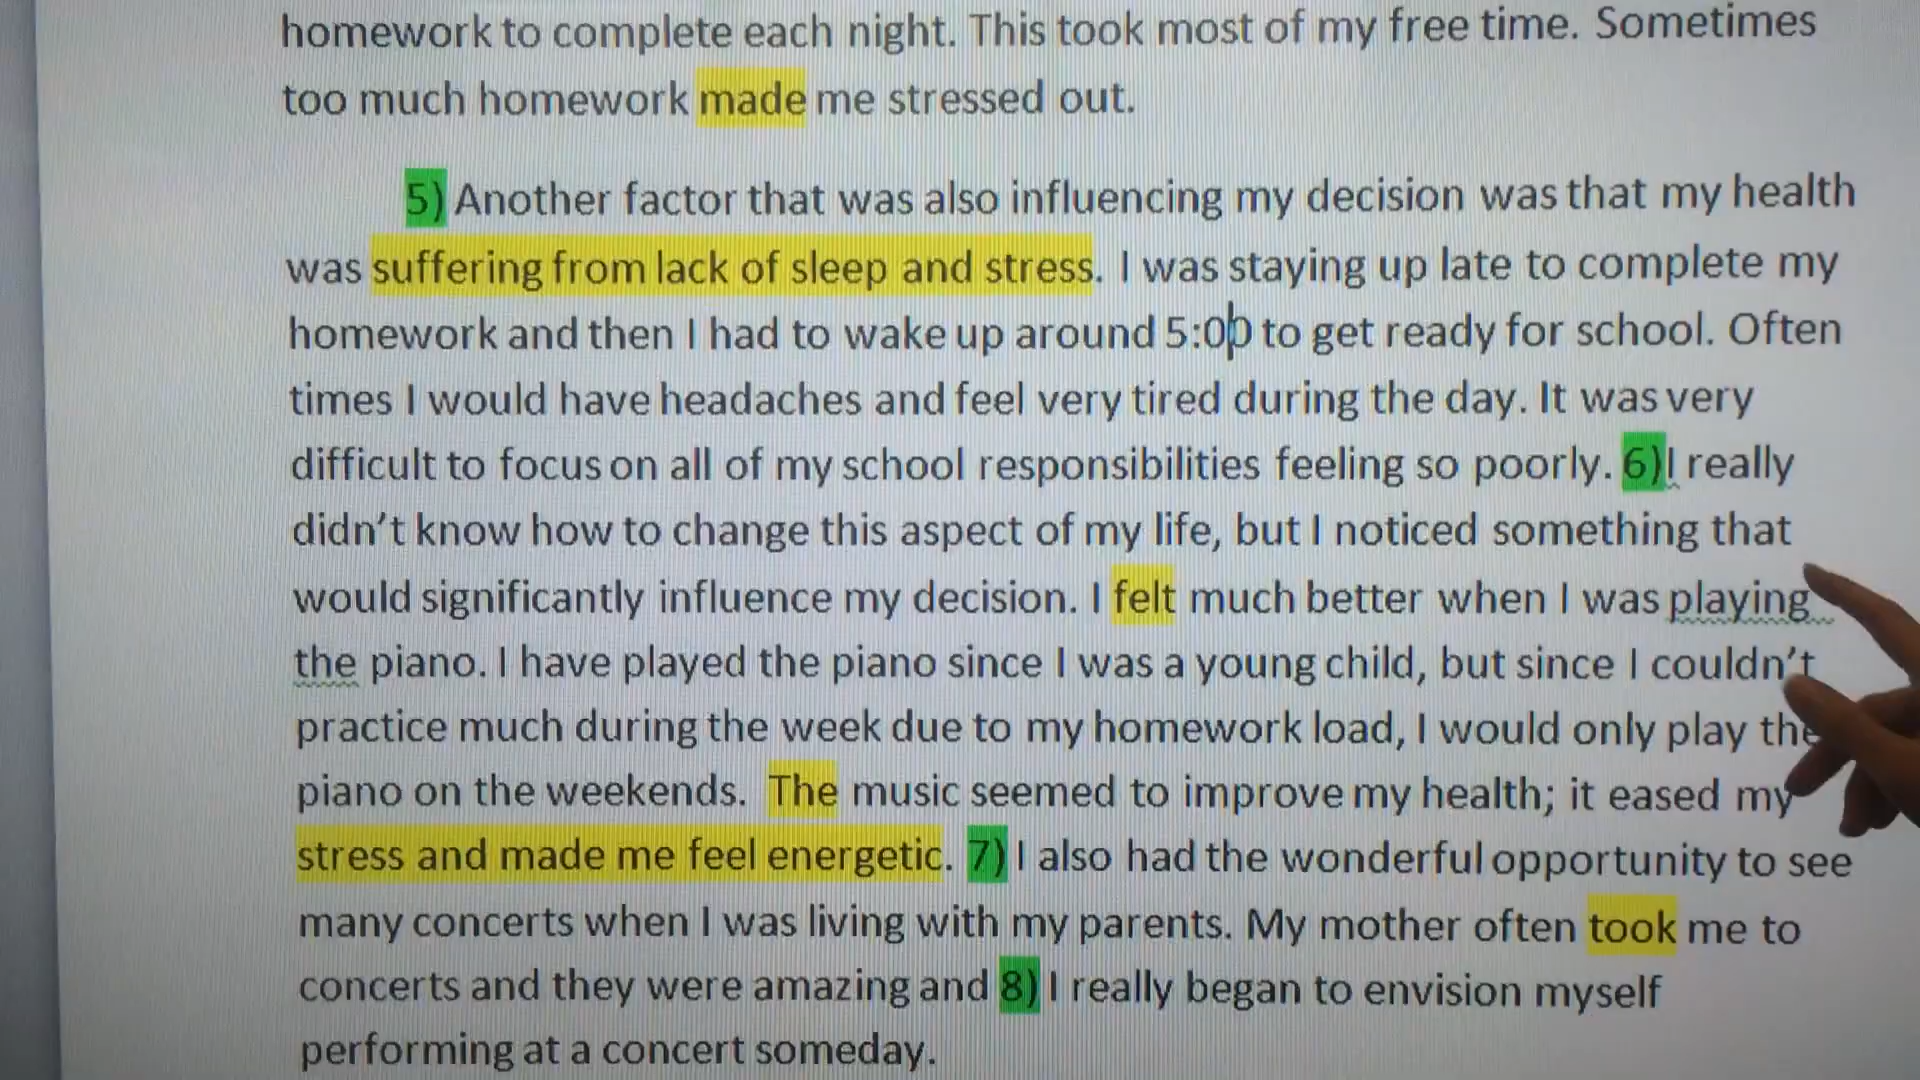 homework to complete each night. This took most of my free time. Sometimes
too much homework made me stressed out.
5) Another factor that was also influencing my decision was that my health
was suffering from lack of sleep and stress. I was staying up late to complete my
homework and then I had to wake up around 5:00 to get ready for school. Often
times I would have headaches and feel very tired during the day. It was very
difficult to focus on all of my school responsibilities feeling so poorly. 6)I really
didn't know how to change this aspect of my life, but I noticed something that
would significantly influence my decision. I felt much better when I was playing
the piano. I have played the piano since I was a young child, but since I couldn't
practice much during the week due to my homework load, I would only play the
piano on the weekends. The music seemed to improve my health; it eased my
stress and made me feel energetic. 7) I also had the wonderful opportunity to see
many concerts when I was living with my parents. My mother often took me to
concerts and they were amazing and 8) I really began to envision myself
performing at a concert someday.